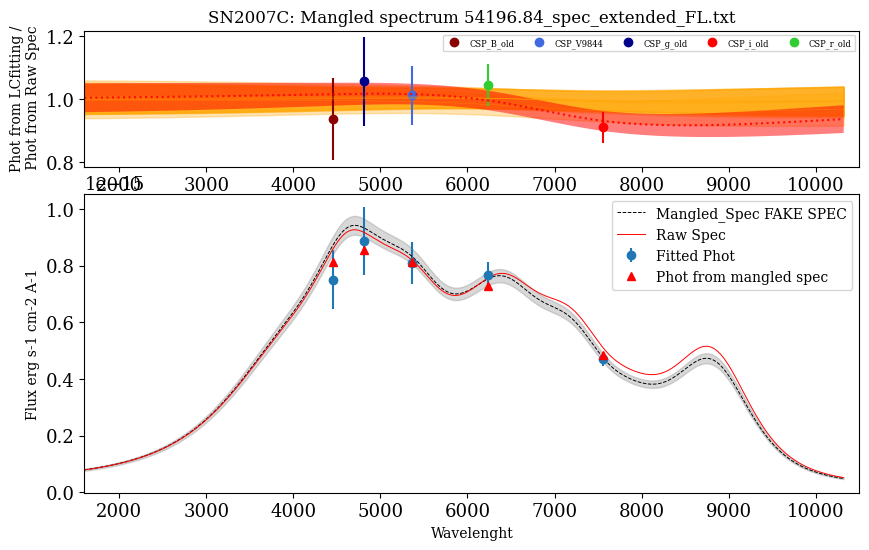 SN2007C: Mangled spectrum 54196.84_spec_extended_FL.txt
Phot from LCfitting /
Phot from Raw Spec
1.2
1.0
0.8
CSP_B_old CSP_V9844 CSP_g_old CSP_i_old CSP_r_old
2000 3000 4000 5000 6000 7000 8000 9000 10000
1e−15
Flux erg s-1 cm-2 A-1
1.0
0.8
0.6
0.4
0.2
0.0
Mangled_Spec FAKE SPEC
Raw Spec
Fitted Phot
Phot from mangled spec
2000 3000 4000 5000 6000 7000 8000 9000 10000
Wavelenght